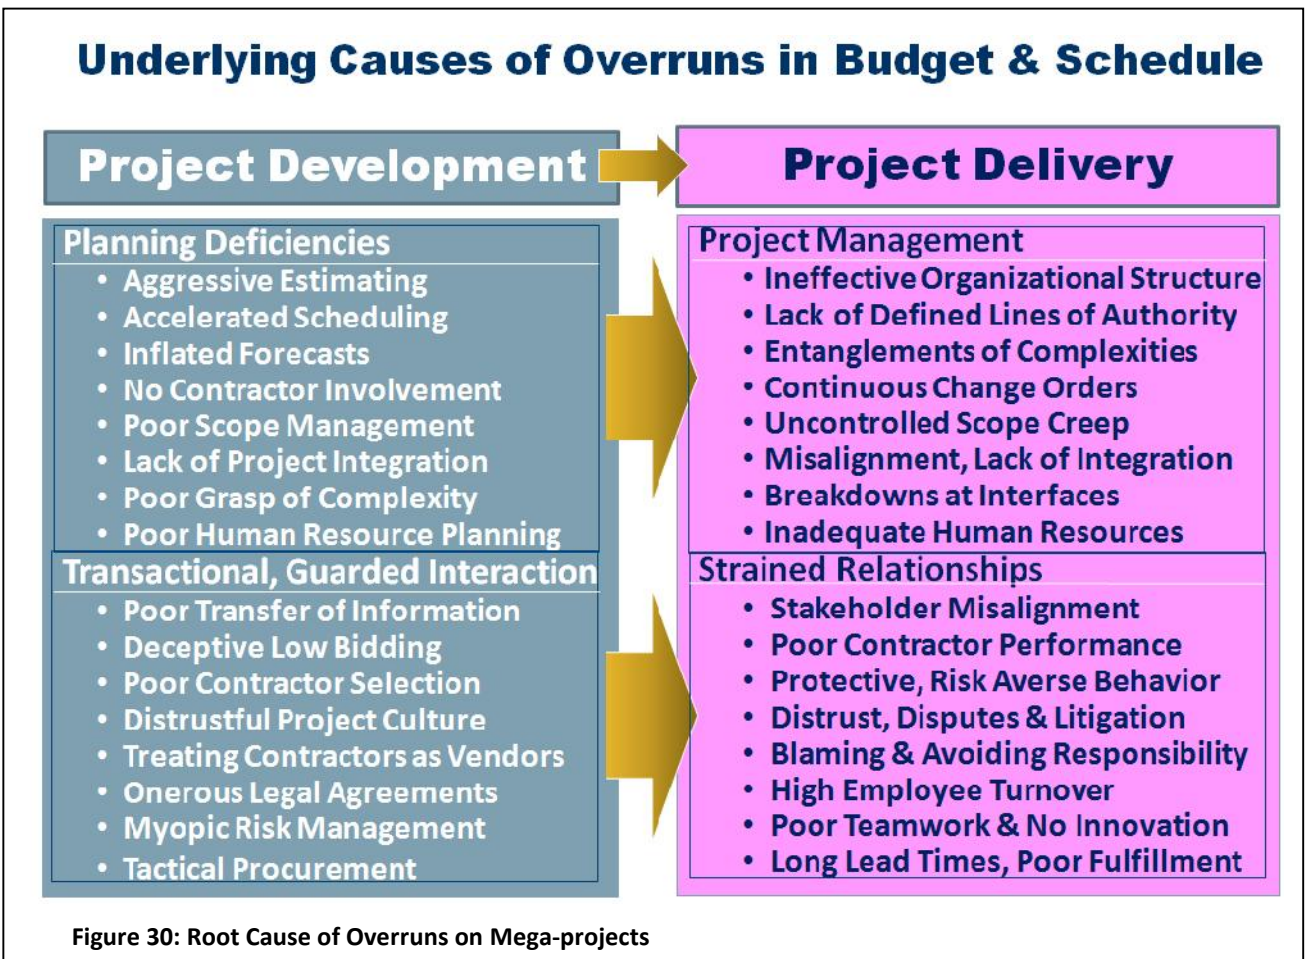 Underlying Causes of Overruns in Budget & Schedule
Project Development
Project Delivery
Planning Deficiencies
• Aggressive Estimating
• Accelerated Scheduling
• Inflated Forecasts
• No Contractor Involvement
• Poor Scope Management
• Lack of Project Integration
• Poor Grasp of Complexity
• Poor Human Resource Planning
Transactional, Guarded Interaction
• Poor Transfer of Information
• Deceptive Low Bidding
• Poor Contractor Selection
• Distrustful Project Culture
• Treating Contractors as Vendors
• Onerous Legal Agreements
• Myopic Risk Management
• Tactical Procurement
Project Management
• Ineffective Organizational Structure
• Lack of Defined Lines of Authority
• Entanglements of Complexities
• Continuous Change Orders
• Uncontrolled Scope Creep
• Misalignment, Lack of Integration
• Breakdowns at Interfaces
• Inadequate Human Resources
Strained Relationships
• Stakeholder Misalignment
• Poor Contractor Performance
• Protective, Risk Averse Behavior
• Distrust, Disputes & Litigation
• Blaming & Avoiding Responsibility
• High Employee Turnover
• Poor Teamwork & No Innovation
• Long Lead Times, Poor Fulfillment
Figure 30: Root Cause of Overruns on Mega-projects